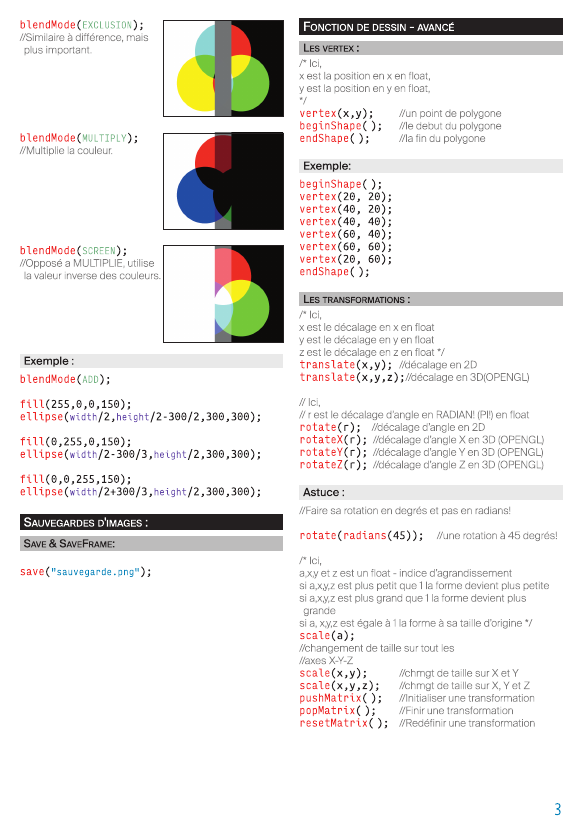 blendMode(EXCLUSION);
//Similaire à différence, mais
plus important.
blendMode(MULTIPLY);
//Multiplie la couleur.
blendMode(SCREEN);
//Opposé a MULTIPLIE, utilise
la valeur inverse des couleurs.
Exemple :
blendMode(ADD);
fill(255,0,0,150);
ellipse(width/2,height/2-300/2,300,300);
fill(0,255,0,150);
ellipse(width/2-300/3,height/2,300,300);
fill(0,0,255,150);
ellipse(width/2+300/3,height/2,300,300);
SAUVEGARDES D'IMAGES :
SAVE & SAVEFRAME:
save("sauvegarde.png");
FONCTION DE DESSIN - AVANCÉ
LES VERTEX :
/* Ici,
x est la position en x en float,
y est la position en y en float,
*/
vertex(x,y); //un point de polygone
beginShape( ); //le debut du polygone
endShape( ); //la fin du polygone
Exemple:
beginShape( );
vertex(20, 20);
vertex(40, 20);
vertex(40, 40);
vertex(60, 40);
vertex(60, 60);
vertex(20, 60);
endShape( );
LES TRANSFORMATIONS :
/* Ici,
x est le décalage en x en float
y est le décalage en y en float
z est le décalage en z en float */
translate(x,y); //décalage en 2D
translate(x,y,z);//décalage en 3D(OPENGL)
// Ici,
// r est le décalage d'angle en RADIAN! (PI!) en float
rotate(r); //décalage d'angle en 2D
rotateX(r); //décalage d'angle X en 3D (OPENGL)
rotateY(r); //décalage d'angle Y en 3D (OPENGL)
rotateZ(r); //décalage d'angle Z en 3D (OPENGL)
Astuce :
//Faire sa rotation en degrés et pas en radians!
rotate(radians(45)); //une rotation à 45 degrés!
/* Ici,
a,x,y et z est un float - indice d'agrandissement
si a,x,y,z est plus petit que 1 la forme devient plus petite
si a,x,y,z est plus grand que 1 la forme devient plus
grande
si a, x,y,z est égale à 1 la forme à sa taille d'origine */
scale(a);
//changement de taille sur tout les
//axes X-Y-Z
scale(x,y); //chmgt de taille sur X et Y
scale(x,y,z); //chmgt de taille sur X, Y et Z
pushMatrix( ); //Initialiser une transformation
popMatrix( ); //Finir une transformation
resetMatrix( ); //Redéfinir une transformation
3